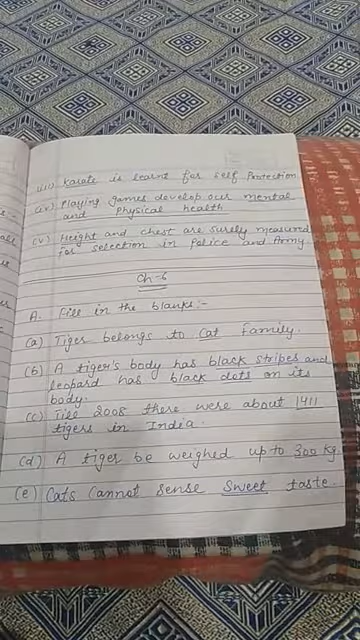 (iii) Karate is learnt for self Protection
(iv) Playing games develop our mental
and Physical health
(v) Height and chest are surely measured
for selection in Police and Army
Ch-6
A. Fill in the blanks:-
(a) Tiger belongs to Cat Family.
(b) A tiger's body has black stripes and
leopard has black dots on its
body.
(c) Till 2008 there were about 1411
tigers in India.
(d) A tiger be weighed up to 300 kg
(e) Cats Cannot sense Sweet taste.